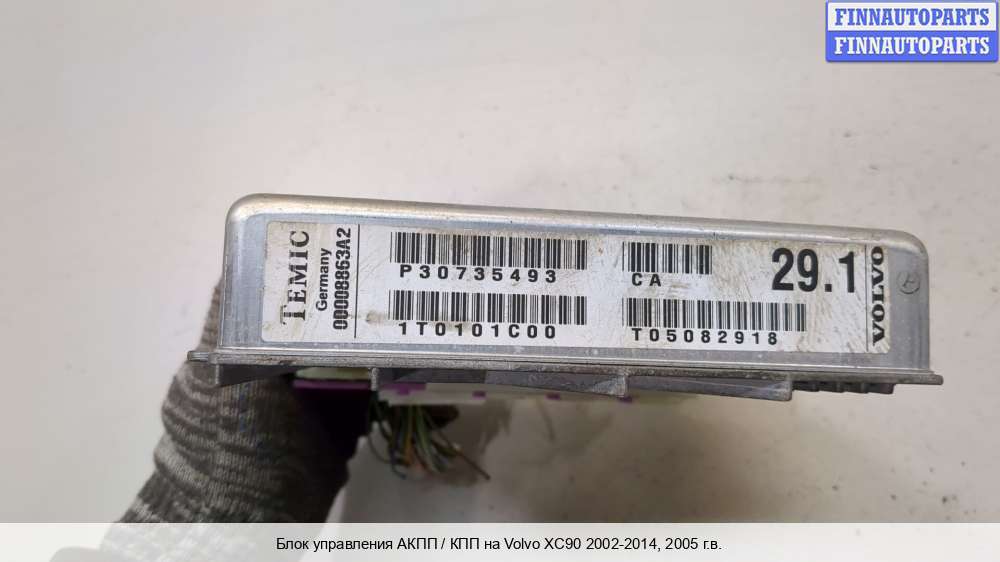 FINNAUTOPARTS
FINNAUTOPARTS
TEMIC
Germany
00008863A2
P30735493
CA
29.1
VOLVO
1T0101C00
T05082918
Блок управления АКПП / КПП на Volvo XC90 2002-2014, 2005 г.в.